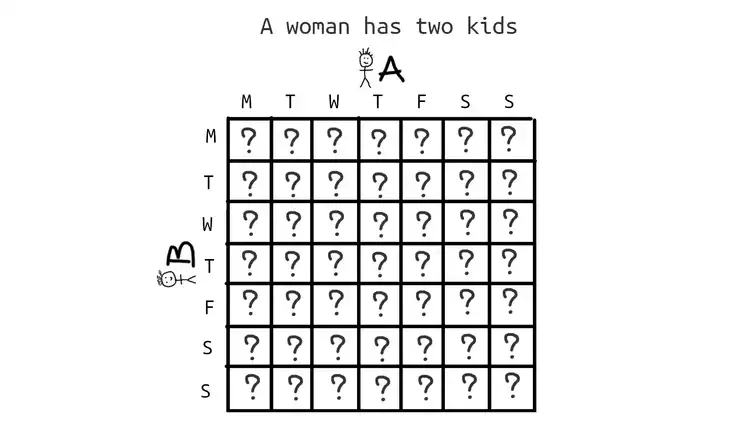 A woman has two kids
A
M T W T F S S
M ? ? ? ? ? ? ?
T ? ? ? ? ? ? ?
W ? ? ? ? ? ? ?
B
T ? ? ? ? ? ? ?
F ? ? ? ? ? ? ?
S ? ? ? ? ? ? ?
S ? ? ? ? ? ? ?